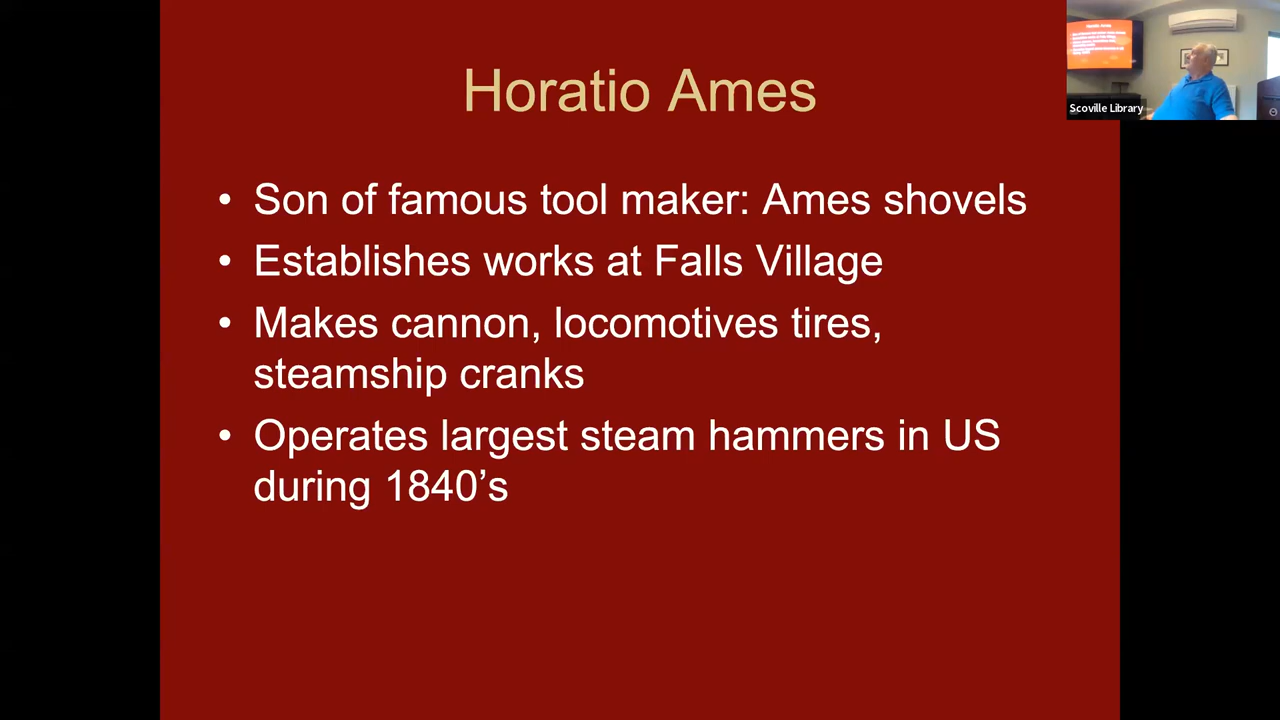 Horatio Ames
• Son of famous tool maker: Ames shovels
• Establishes works at Falls Village
• Makes cannon, locomotives tires,
steamship cranks
• Operates largest steam hammers in US
during 1840’s
Scoville Library